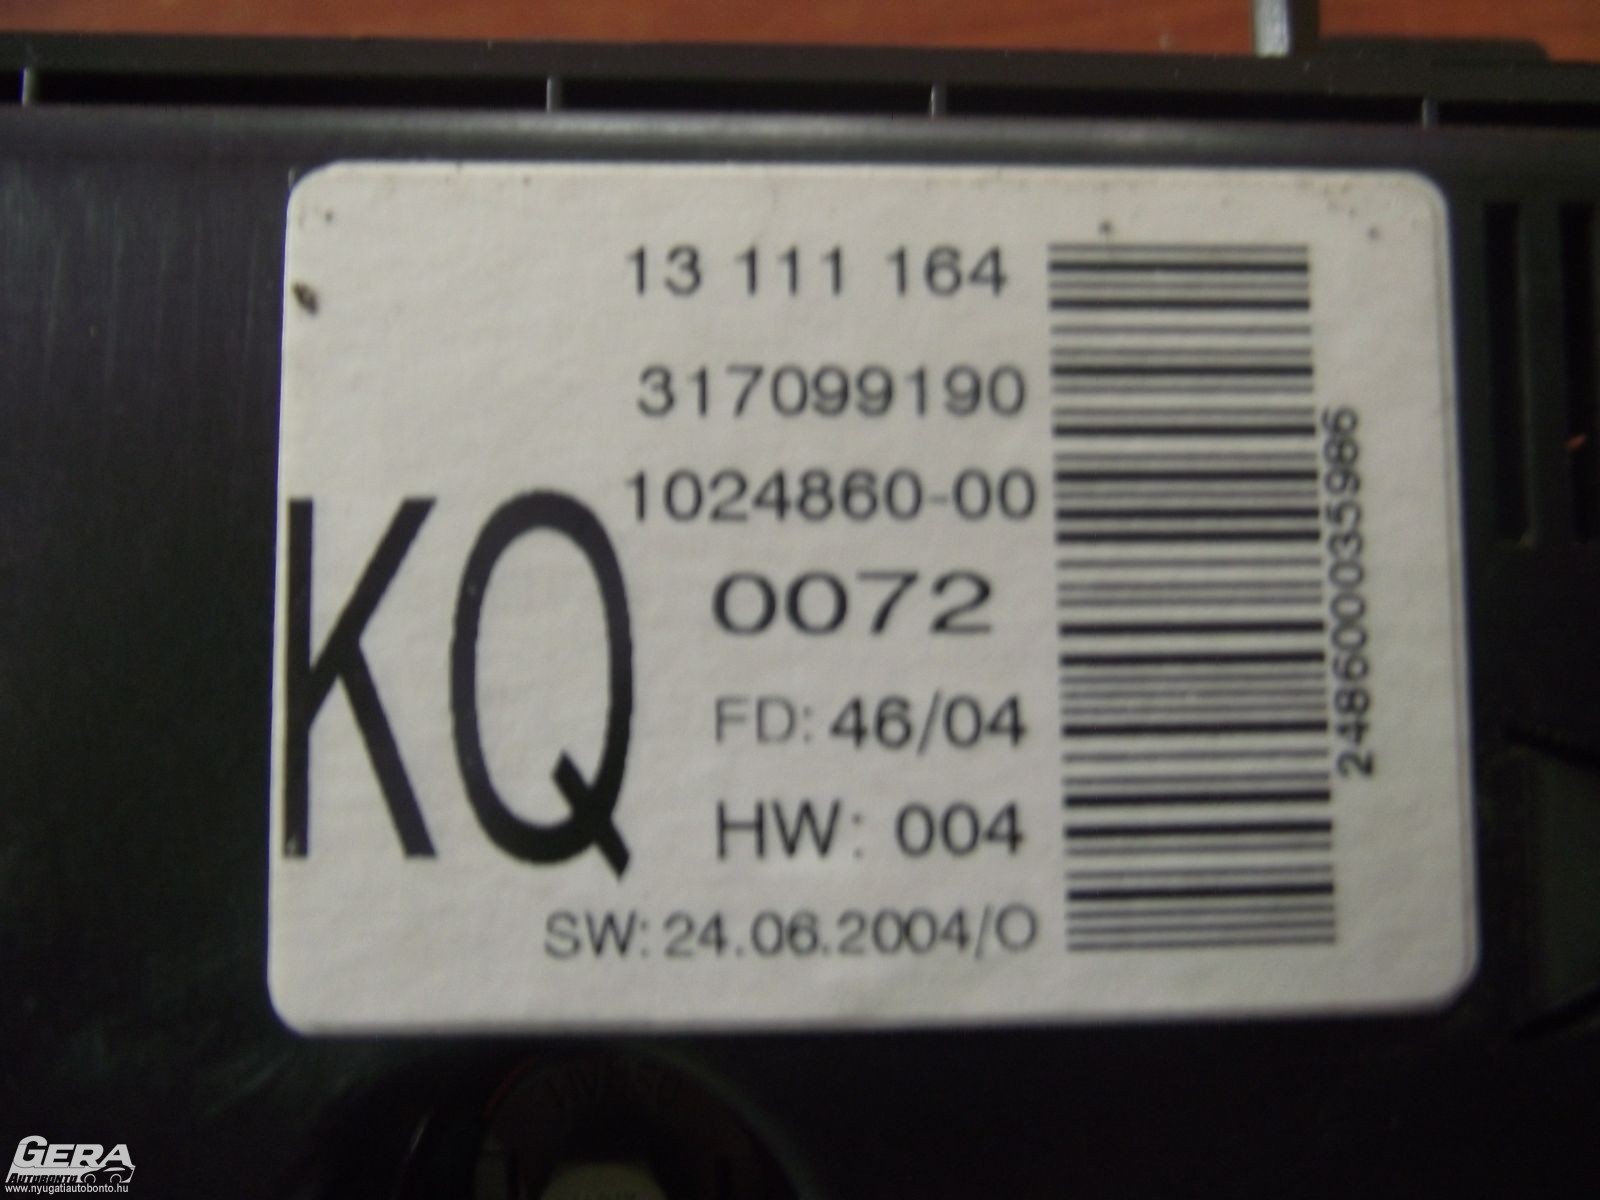 13 111 164
317099190
1024860-00
KQ
0072
FD: 46/04
HW: 004
SW: 24.06.2004/O
248600035986
GERA
AUTOBONTÓ
www.nyugatiautobonto.hu